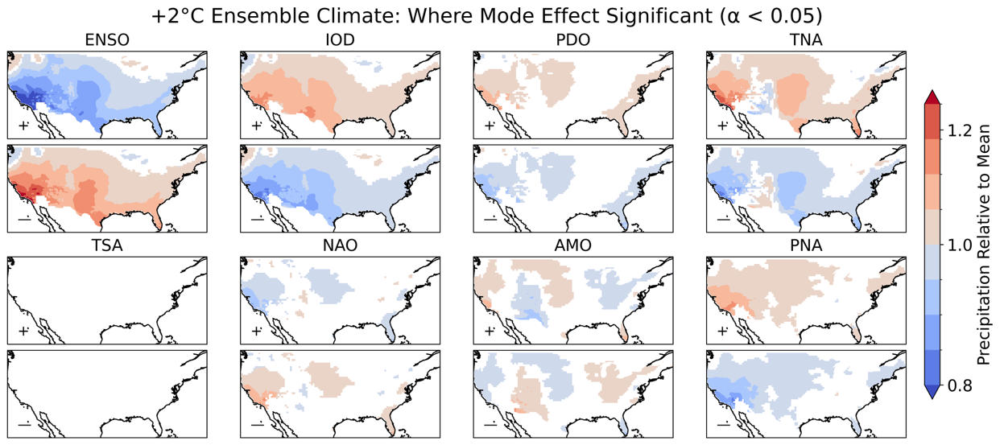 +2°C Ensemble Climate: Where Mode Effect Significant (α < 0.05)
ENSO IOD PDO TNA
+ + + +
− − − −
TSA NAO AMO PNA
+ + + +
− − − −
1.2
1.0
0.8
Precipitation Relative to Mean